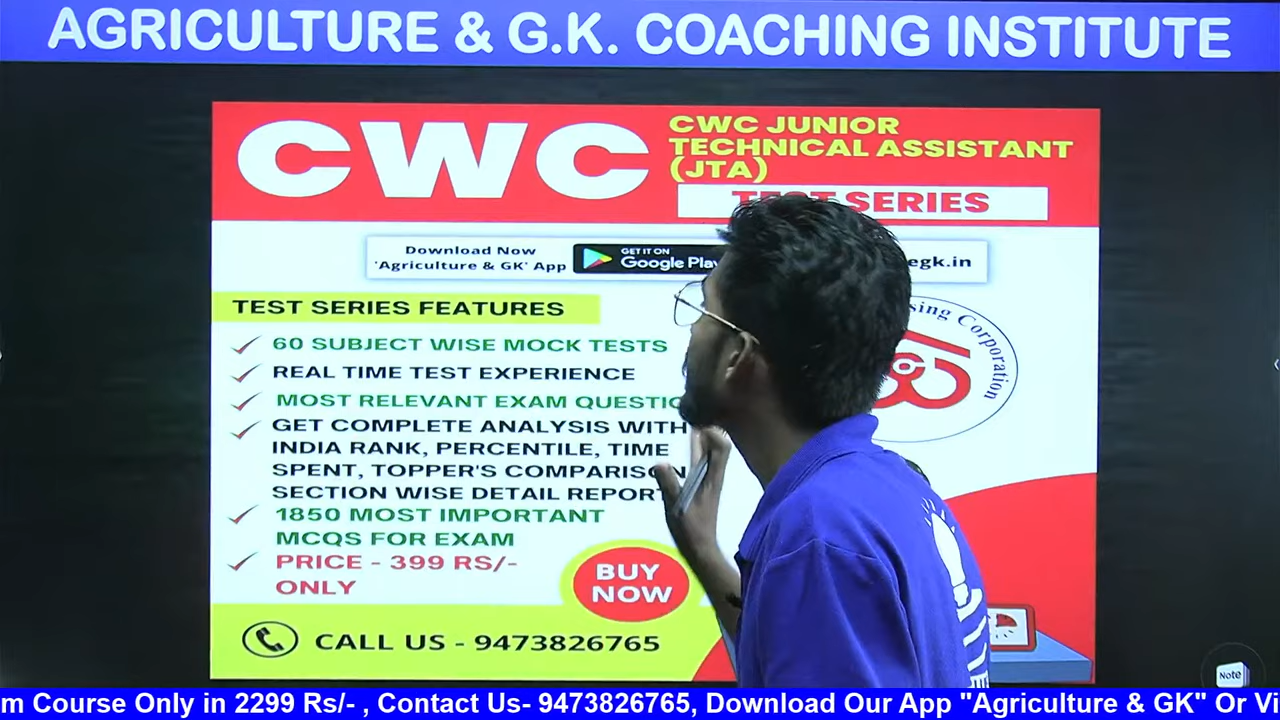 AGRICULTURE & G.K. COACHING INSTITUTE
CWC
CWC JUNIOR
TECHNICAL ASSISTANT
(JTA)
TEST SERIES
Download Now
'Agriculture & GK' App
GET IT ON
Google Play
egk.in
TEST SERIES FEATURES
60 SUBJECT WISE MOCK TESTS
REAL TIME TEST EXPERIENCE
MOST RELEVANT EXAM
GET COMPLETE ANALYSIS WITH
INDIA RANK, PERCENTILE, TIME
SPENT, TOPPER'S COMPARISON
SECTION WISE DETAIL REPORT
1850 MOST IMPORTANT
MCQS FOR EXAM
PRICE - 399 RS/-
ONLY
BUY
NOW
Corporation
CALL US - 9473826765
Note
Course Only in 2299 Rs/- , Contact Us- 9473826765, Download Our App "Agriculture & GK" Or